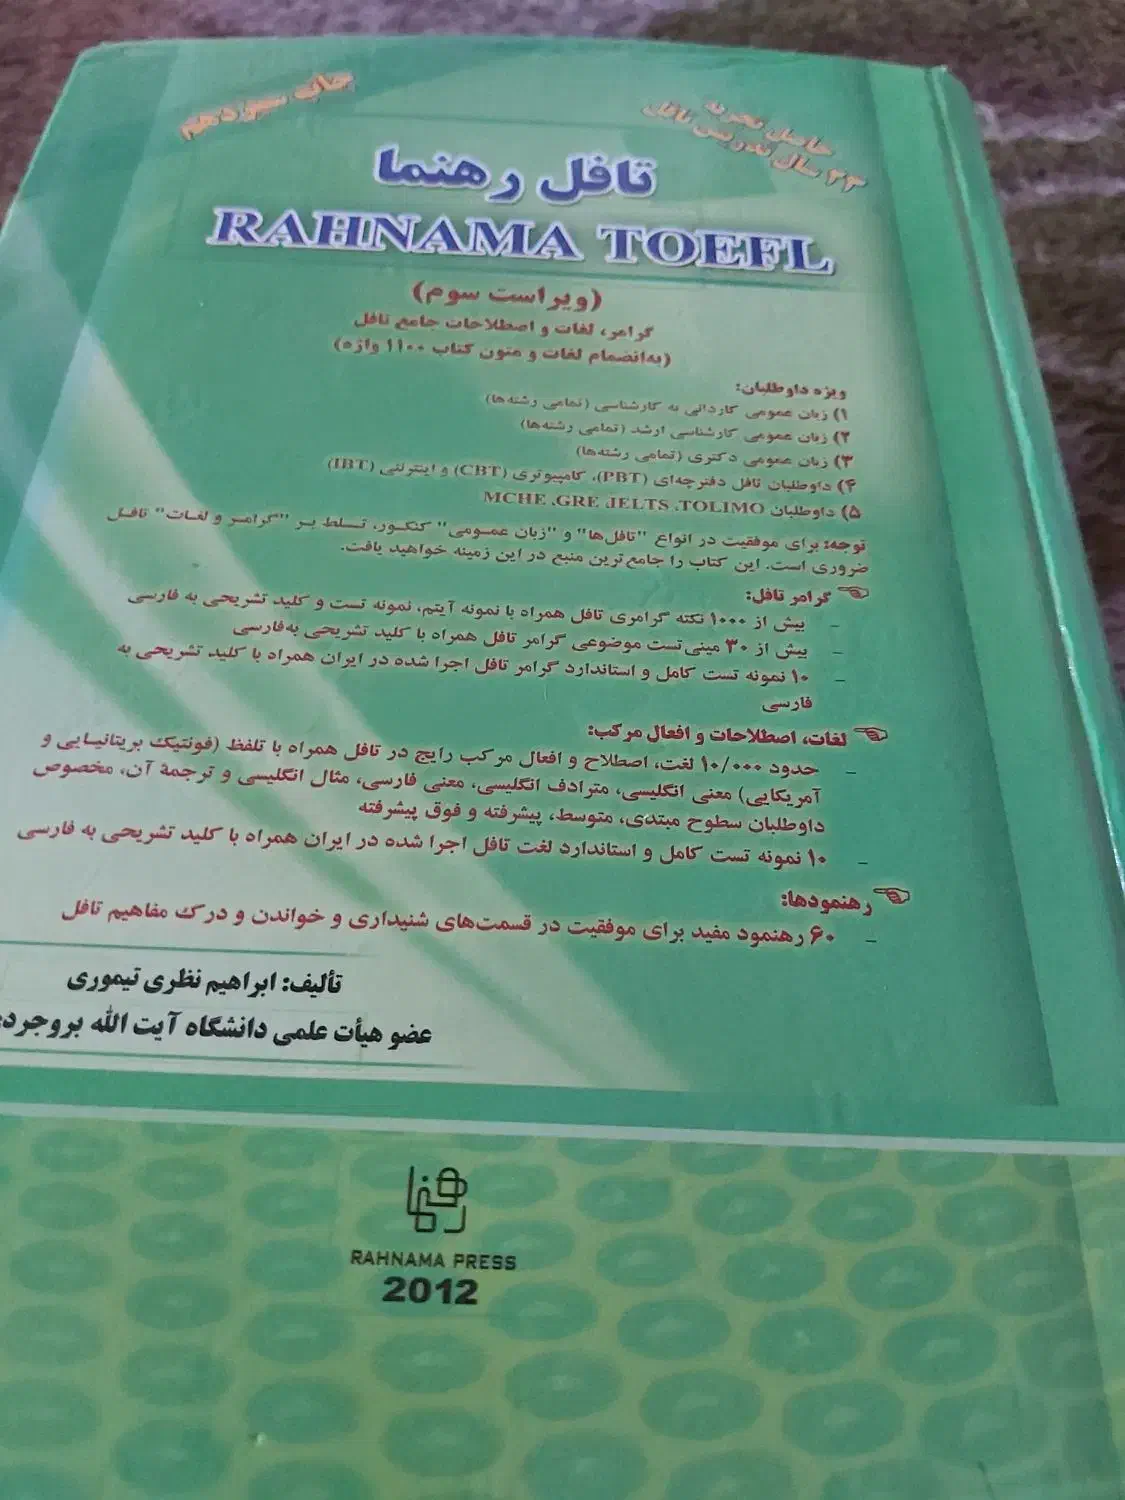 چاپ سیزدهم
حاصل تجربه
۲۳ سال تدریس تافل
تافل رهنما
RAHNAMA TOEFL
(ویراست سوم)
گرامر، لغات و اصطلاحات جامع تافل
(به‌انضمام لغات و متون کتاب ۱۱۰۰ واژه)
ویژه داوطلبان:
۱) زبان عمومی کاردانی به کارشناسی (تمامی رشته‌ها)
۲) زبان عمومی کارشناسی ارشد (تمامی رشته‌ها)
۳) زبان عمومی دکتری (تمامی رشته‌ها)
۴) داوطلبان تافل دفترچه‌ای (PBT)، کامپیوتری (CBT) و اینترنتی (IBT)
۵) داوطلبان MCHE ،GRE ،IELTS ،TOLIMO
توجه: برای موفقیت در انواع "تافل‌ها" و "زبان عمومی" کنکور، تسلط بر "گرامر و لغات" تافل
ضروری است. این کتاب را جامع‌ترین منبع در این زمینه خواهید یافت.
گرامر تافل:
– بیش از ۱۰۰۰ نکته گرامری تافل همراه با نمونه آیتم، نمونه تست و کلید تشریحی به فارسی
– بیش از ۳۰ مینی‌تست موضوعی گرامر تافل همراه با کلید تشریحی به‌فارسی
– ۱۰ نمونه تست کامل و استاندارد گرامر تافل اجرا شده در ایران همراه با کلید تشریحی به
فارسی
لغات، اصطلاحات و افعال مرکب:
– حدود ۱۰/۰۰۰ لغت، اصطلاح و افعال مرکب رایج در تافل همراه با تلفظ (فونتیک بریتانیایی و
آمریکایی) معنی انگلیسی، مترادف انگلیسی، معنی فارسی، مثال انگلیسی و ترجمهٔ آن، مخصوص
داوطلبان سطوح مبتدی، متوسط، پیشرفته و فوق پیشرفته
– ۱۰ نمونه تست کامل و استاندارد لغت تافل اجرا شده در ایران همراه با کلید تشریحی به فارسی
رهنمودها:
– ۶۰ رهنمود مفید برای موفقیت در قسمت‌های شنیداری و خواندن و درک مفاهیم تافل
تألیف: ابراهیم نظری تیموری
عضو هیأت علمی دانشگاه آیت الله بروجرد
رهنما
RAHNAMA PRESS
2012